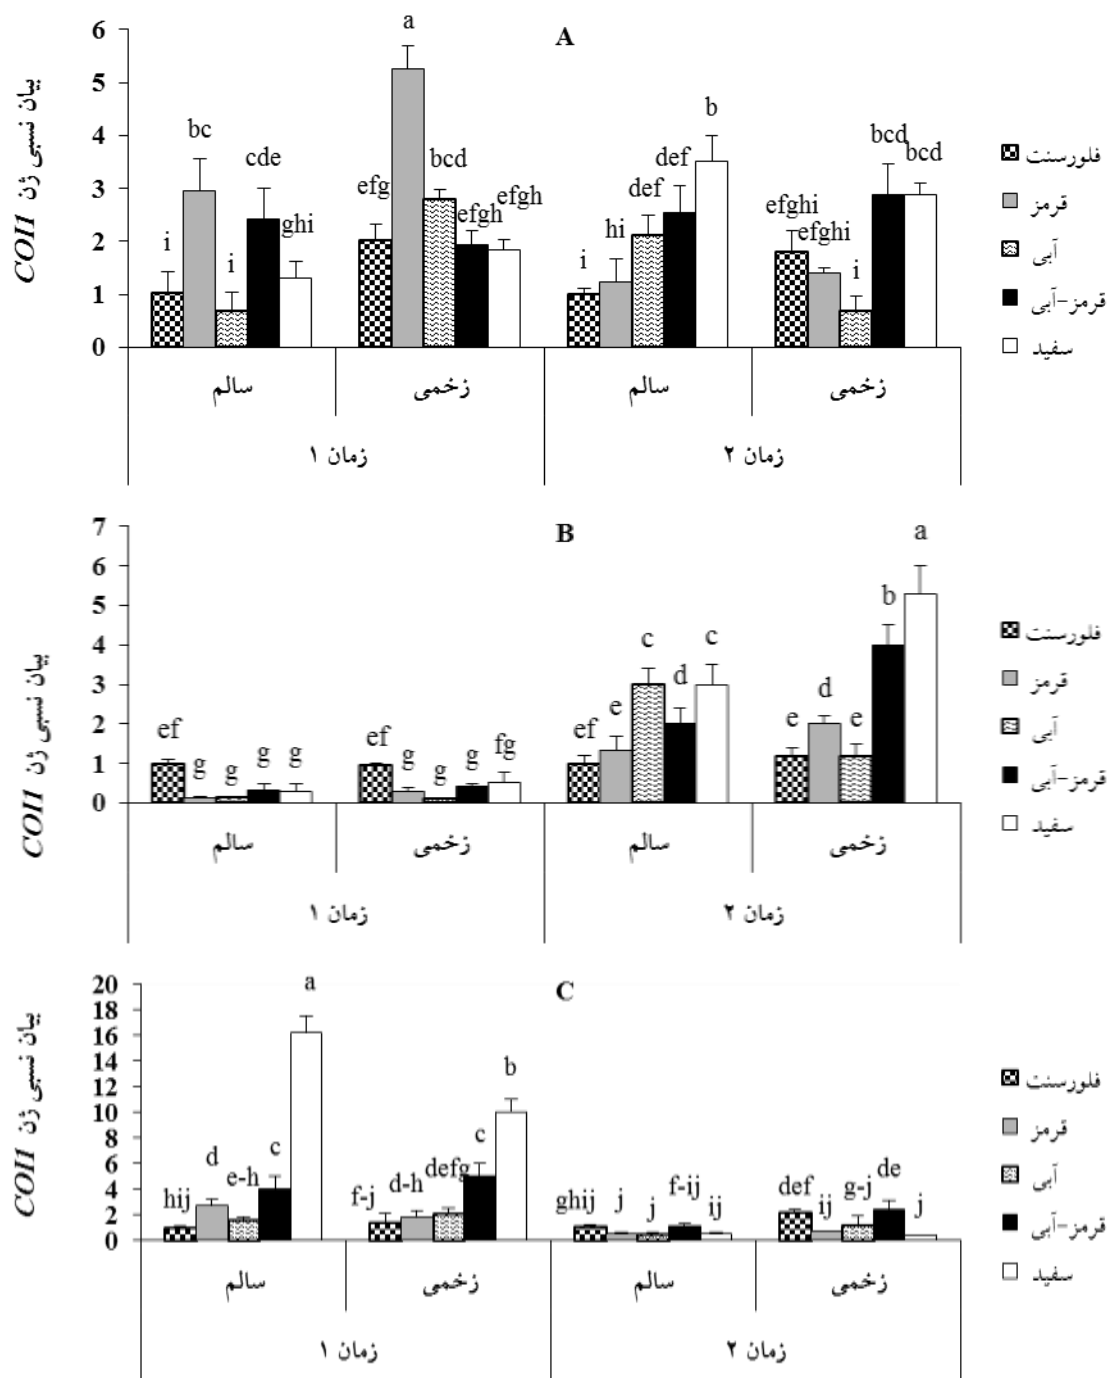 A
بیان نسبی ژن COI1
6
5
4
3
2
1
0
i
bc
i
cde
ghi
efg
a
bcd
efgh
efgh
i
hi
def
def
b
efghi
efghi
i
bcd
bcd
سالم
زخمی
سالم
زخمی
زمان ۱
زمان ۲
فلورسنت
قرمز
آبی
قرمز-آبی
سفید
B
بیان نسبی ژن COI1
7
6
5
4
3
2
1
0
ef
g
g
g
g
ef
g
g
g
fg
ef
e
c
d
c
e
d
e
b
a
سالم
زخمی
سالم
زخمی
زمان ۱
زمان ۲
فلورسنت
قرمز
آبی
قرمز-آبی
سفید
C
بیان نسبی ژن COI1
20
18
16
14
12
10
8
6
4
2
0
hij
d
e-h
c
a
f-j
d-h
defg
c
b
ghij
j
j
f-ij
ij
def
ij
g-j
de
j
سالم
زخمی
سالم
زخمی
زمان ۱
زمان ۲
فلورسنت
قرمز
آبی
قرمز-آبی
سفید